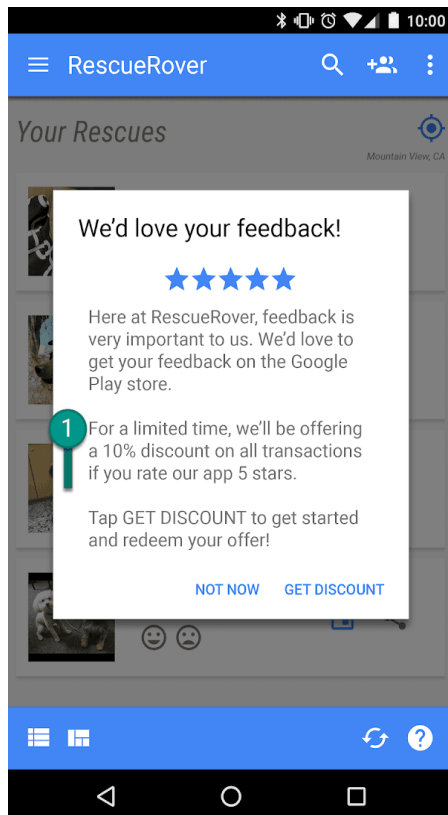 10:00
RescueRover
Your Rescues
Mountain View, CA
We'd love your feedback!
Here at RescueRover, feedback is
very important to us. We'd love to
get your feedback on the Google
Play store.
1
For a limited time, we'll be offering
a 10% discount on all transactions
if you rate our app 5 stars.
Tap GET DISCOUNT to get started
and redeem your offer!
NOT NOW GET DISCOUNT
?